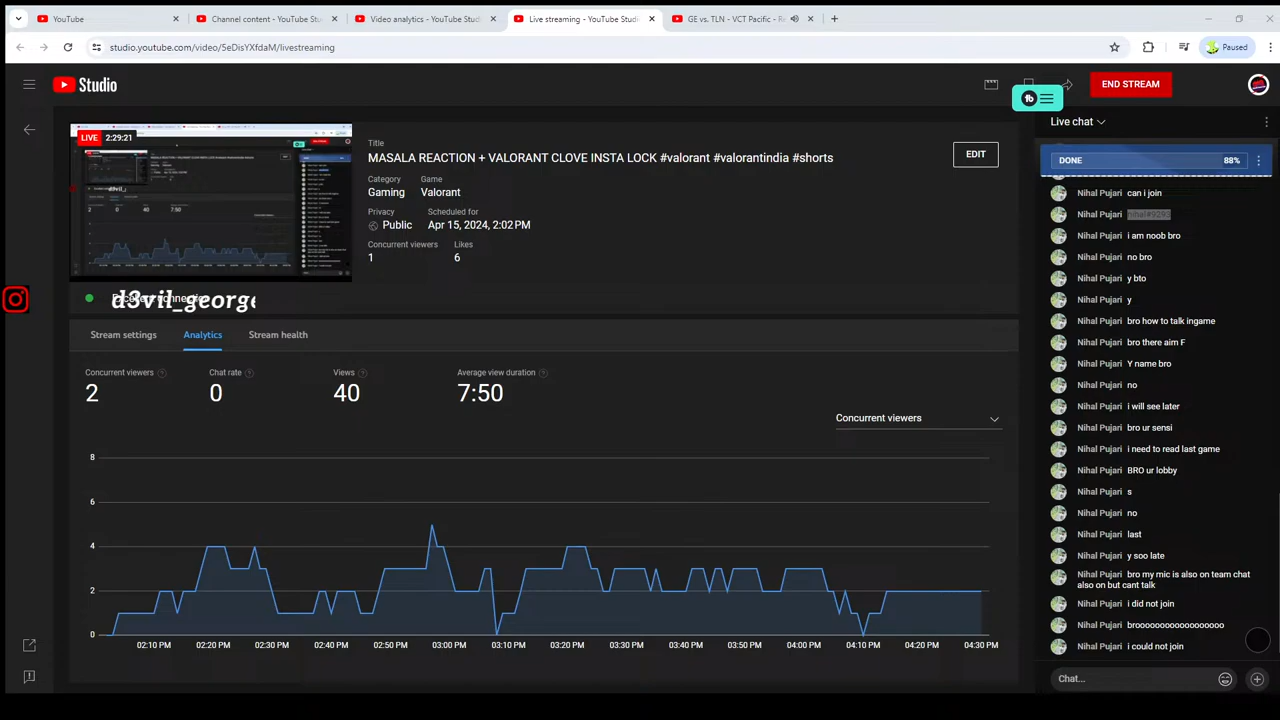 YouTube
Channel content - YouTube Stud
Video analytics - YouTube Studio
Live streaming - YouTube Studi
GE vs. TLN - VCT Pacific - Re
studio.youtube.com/video/5eDisYXfdaM/livestreaming
Paused
Studio
END STREAM
Live chat
LIVE 2:29:21
Title
MASALA REACTION + VALORANT CLOVE INSTA LOCK #valorant #valorantindia #shorts
EDIT
Category
Game
Gaming
Valorant
Privacy
Scheduled for
Public
Apr 15, 2024, 2:02 PM
Concurrent viewers
Likes
1
6
d3vil_george
Stream settings
Analytics
Stream health
Concurrent viewers
Chat rate
Views
Average view duration
2
0
40
7:50
Concurrent viewers
8
6
4
2
0
02:10 PM
02:20 PM
02:30 PM
02:40 PM
02:50 PM
03:00 PM
03:10 PM
03:20 PM
03:30 PM
03:40 PM
03:50 PM
04:00 PM
04:10 PM
04:20 PM
04:30 PM
DONE 88%
Nihal Pujari can i join
Nihal Pujari nihal#9293
Nihal Pujari i am noob bro
Nihal Pujari no bro
Nihal Pujari y bto
Nihal Pujari y
Nihal Pujari bro how to talk ingame
Nihal Pujari bro there aim F
Nihal Pujari Y name bro
Nihal Pujari no
Nihal Pujari i will see later
Nihal Pujari bro ur sensi
Nihal Pujari i need to read last game
Nihal Pujari BRO ur lobby
Nihal Pujari s
Nihal Pujari no
Nihal Pujari last
Nihal Pujari y soo late
Nihal Pujari bro my mic is also on team chat
also on but cant talk
Nihal Pujari i did not join
Nihal Pujari broooooooooooooooooo
Nihal Pujari i could not join
Chat...